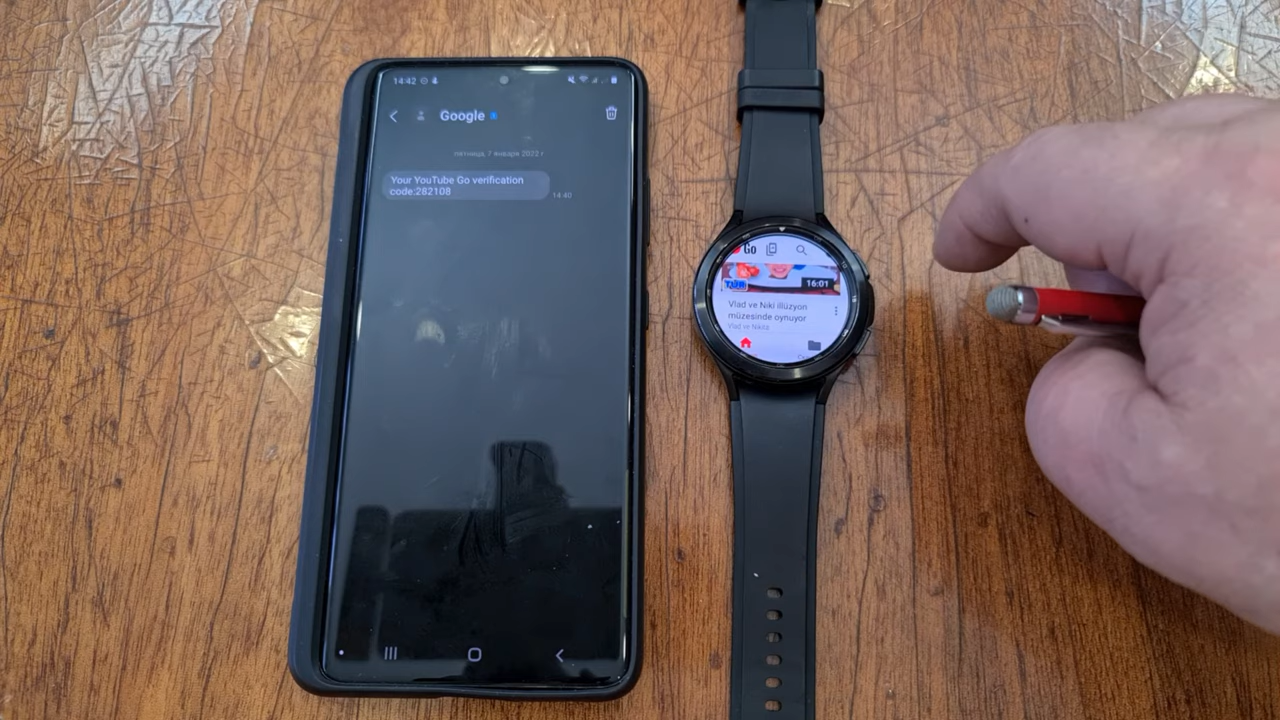 14:42
Google
пятница, 7 января 2022 г
Your YouTube Go verification
code:282108
14:40
Go
16:01
Vlad ve Niki illüzyon
müzesinde oynuyor
Vlad ve Nikita